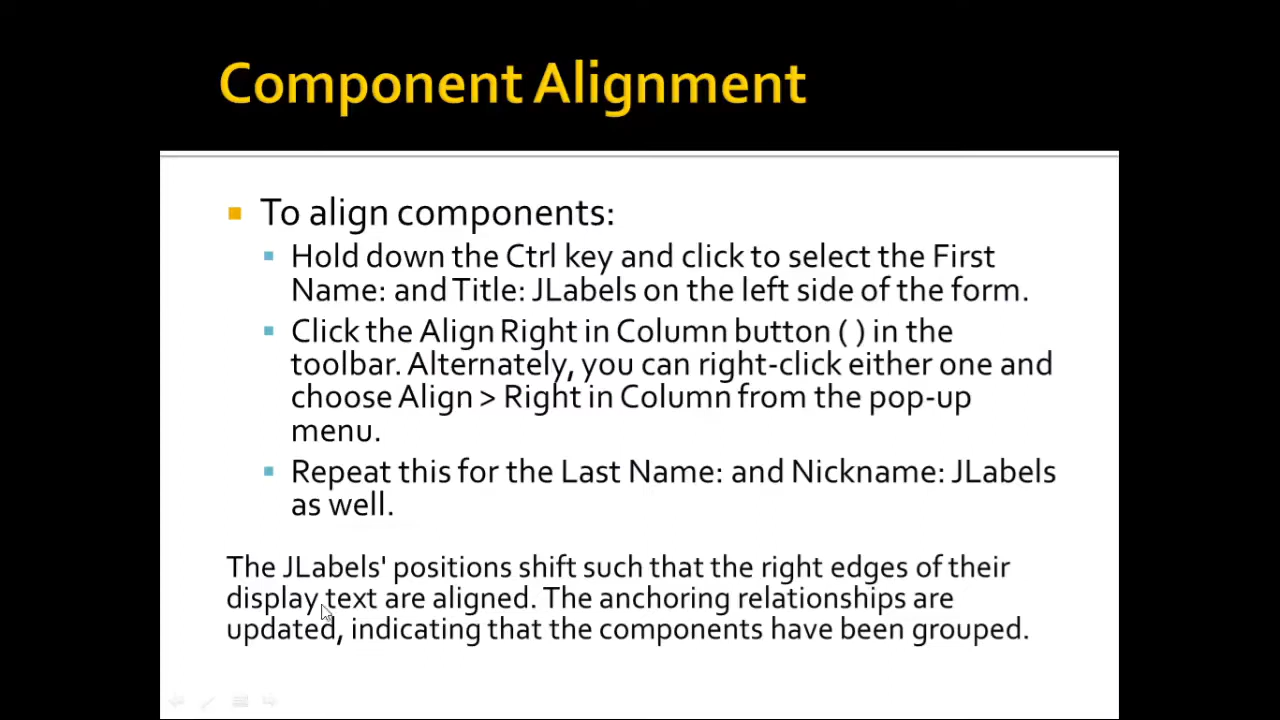 Component Alignment
To align components:
Hold down the Ctrl key and click to select the First
Name: and Title: JLabels on the left side of the form.
Click the Align Right in Column button ( ) in the
toolbar. Alternately, you can right-click either one and
choose Align > Right in Column from the pop-up
menu.
Repeat this for the Last Name: and Nickname: JLabels
as well.
The JLabels' positions shift such that the right edges of their
display text are aligned. The anchoring relationships are
updated, indicating that the components have been grouped.